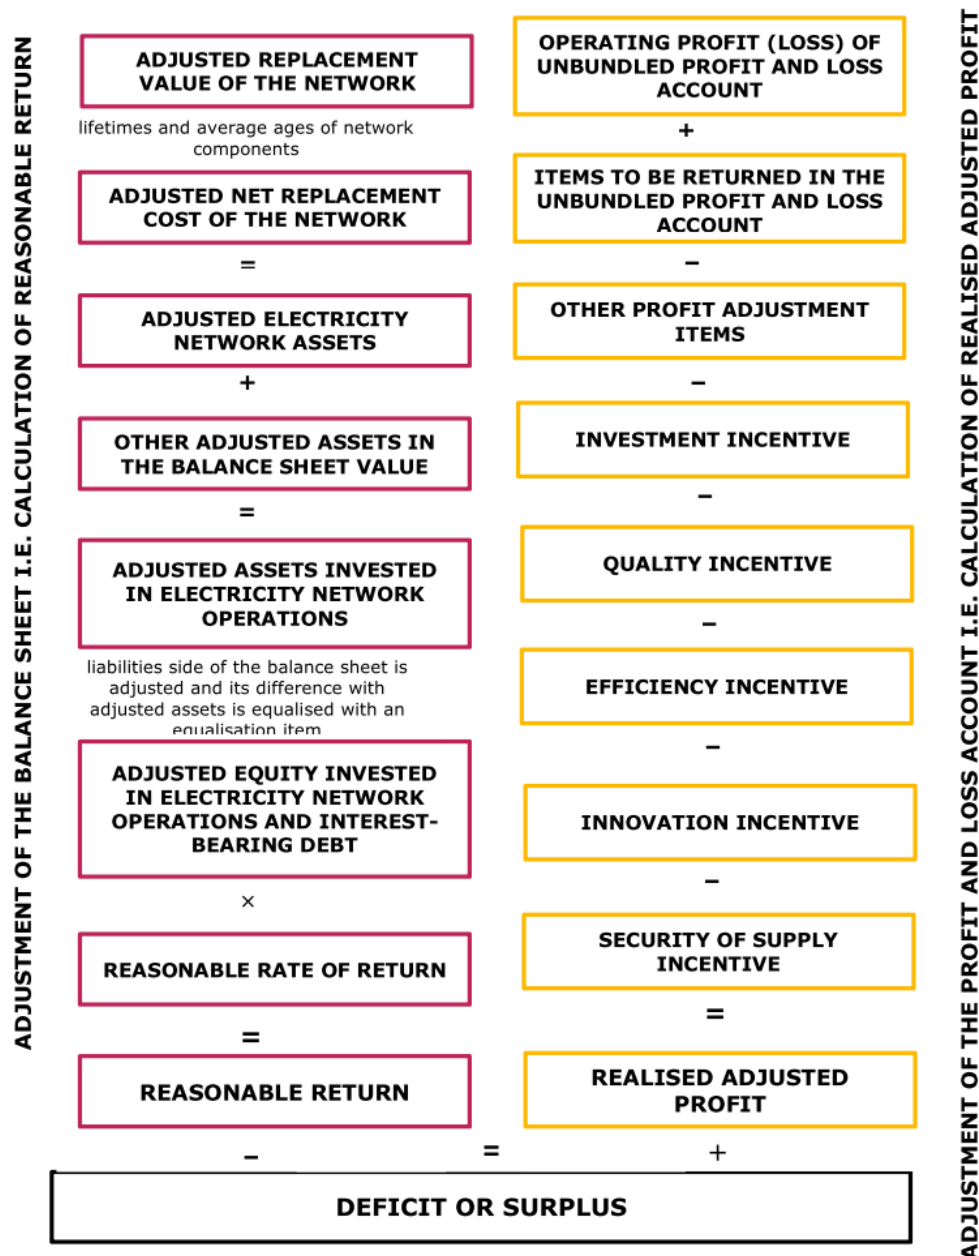 ADJUSTMENT OF THE BALANCE SHEET I.E. CALCULATION OF REASONABLE RETURN
ADJUSTED REPLACEMENT
VALUE OF THE NETWORK
lifetimes and average ages of network
components
ADJUSTED NET REPLACEMENT
COST OF THE NETWORK
=
ADJUSTED ELECTRICITY
NETWORK ASSETS
+
OTHER ADJUSTED ASSETS IN
THE BALANCE SHEET VALUE
=
ADJUSTED ASSETS INVESTED
IN ELECTRICITY NETWORK
OPERATIONS
liabilities side of the balance sheet is
adjusted and its difference with
adjusted assets is equalised with an
equalisation item
ADJUSTED EQUITY INVESTED
IN ELECTRICITY NETWORK
OPERATIONS AND INTEREST-
BEARING DEBT
×
REASONABLE RATE OF RETURN
=
REASONABLE RETURN
–
OPERATING PROFIT (LOSS) OF
UNBUNDLED PROFIT AND LOSS
ACCOUNT
+
ITEMS TO BE RETURNED IN THE
UNBUNDLED PROFIT AND LOSS
ACCOUNT
–
OTHER PROFIT ADJUSTMENT
ITEMS
–
INVESTMENT INCENTIVE
–
QUALITY INCENTIVE
–
EFFICIENCY INCENTIVE
–
INNOVATION INCENTIVE
–
SECURITY OF SUPPLY
INCENTIVE
=
REALISED ADJUSTED
PROFIT
+
=
DEFICIT OR SURPLUS
ADJUSTMENT OF THE PROFIT AND LOSS ACCOUNT I.E. CALCULATION OF REALISED ADJUSTED PROFIT